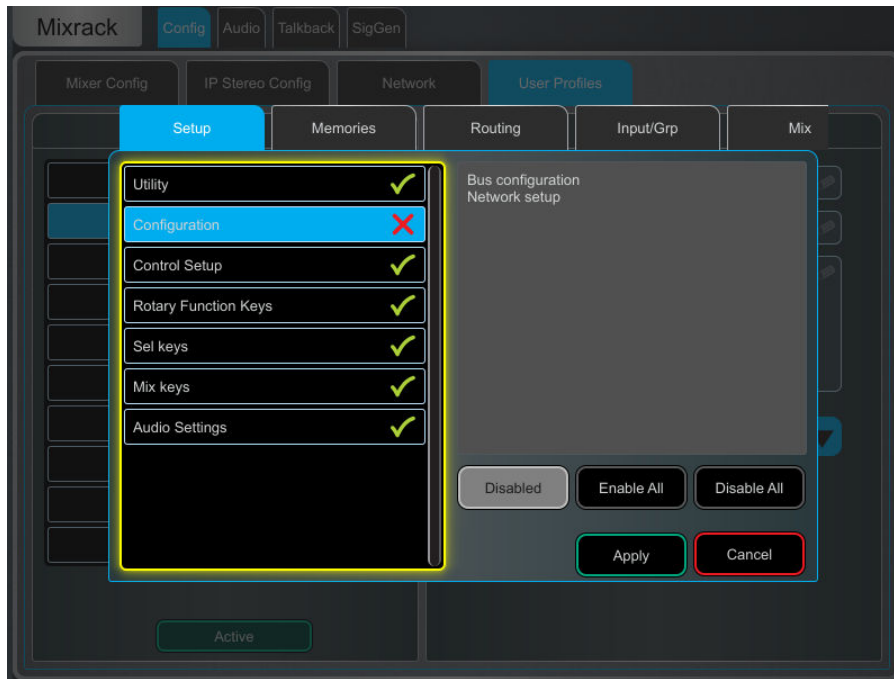 Mixrack Config Audio Talkback SigGen
Mixer Config IP Stereo Config Network User Profiles
Setup Memories Routing Input/Grp Mix
Utility
Configuration
Control Setup
Rotary Function Keys
Sel keys
Mix keys
Audio Settings
Bus configuration
Network setup
Disabled Enable All Disable All
Apply Cancel
Active